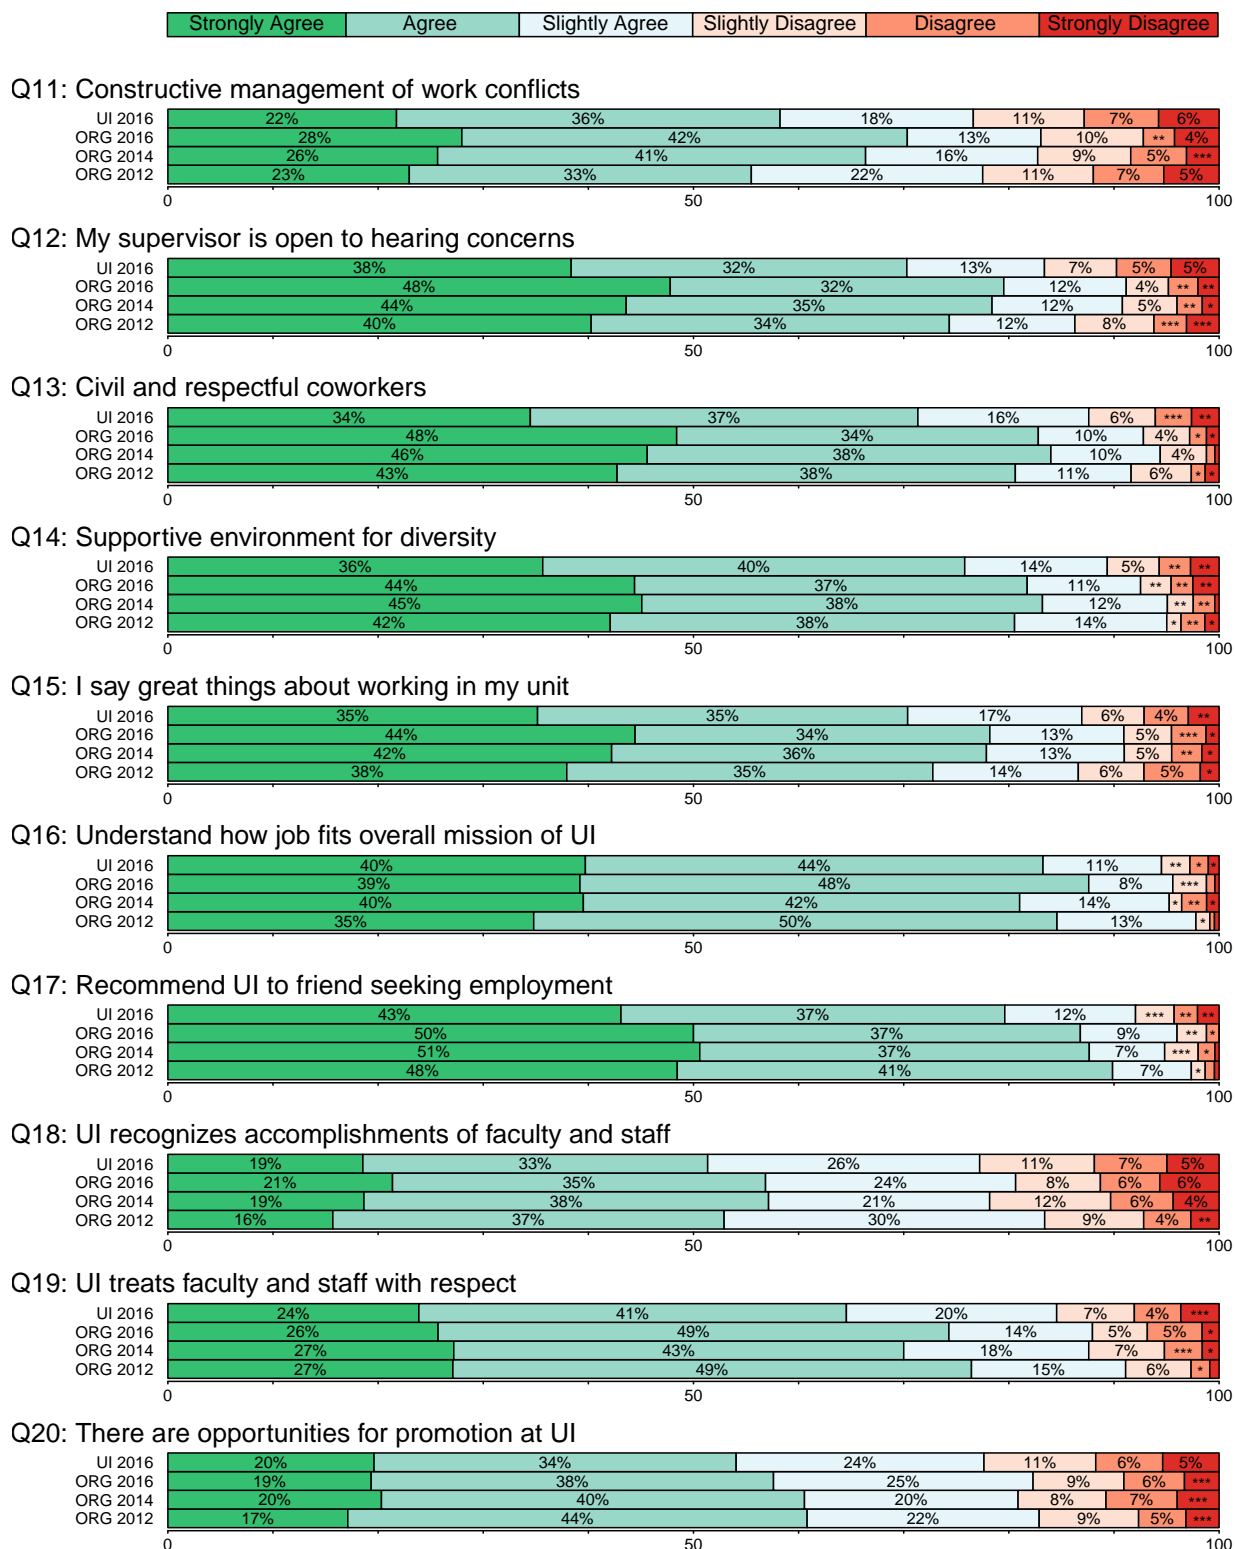 Strongly Agree Agree Slightly Agree Slightly Disagree Disagree Strongly Disagree
Q11: Constructive management of work conflicts
UI 2016 22% 36% 18% 11% 7% 6%
ORG 2016 28% 42% 13% 10% ** 4%
ORG 2014 26% 41% 16% 9% 5% ***
ORG 2012 23% 33% 22% 11% 7% 5%
0 50 100
Q12: My supervisor is open to hearing concerns
UI 2016 38% 32% 13% 7% 5% 5%
ORG 2016 48% 32% 12% 4% ** **
ORG 2014 44% 35% 12% 5% ** *
ORG 2012 40% 34% 12% 8% *** ***
0 50 100
Q13: Civil and respectful coworkers
UI 2016 34% 37% 16% 6% *** **
ORG 2016 48% 34% 10% 4% * *
ORG 2014 46% 38% 10% 4%
ORG 2012 43% 38% 11% 6% * *
0 50 100
Q14: Supportive environment for diversity
UI 2016 36% 40% 14% 5% ** **
ORG 2016 44% 37% 11% ** ** **
ORG 2014 45% 38% 12% ** **
ORG 2012 42% 38% 14% * ** *
0 50 100
Q15: I say great things about working in my unit
UI 2016 35% 35% 17% 6% 4% **
ORG 2016 44% 34% 13% 5% *** *
ORG 2014 42% 36% 13% 5% ** *
ORG 2012 38% 35% 14% 6% 5% *
0 50 100
Q16: Understand how job fits overall mission of UI
UI 2016 40% 44% 11% ** * *
ORG 2016 39% 48% 8% ***
ORG 2014 40% 42% 14% * ** *
ORG 2012 35% 50% 13% *
0 50 100
Q17: Recommend UI to friend seeking employment
UI 2016 43% 37% 12% *** ** **
ORG 2016 50% 37% 9% ** *
ORG 2014 51% 37% 7% *** *
ORG 2012 48% 41% 7% *
0 50 100
Q18: UI recognizes accomplishments of faculty and staff
UI 2016 19% 33% 26% 11% 7% 5%
ORG 2016 21% 35% 24% 8% 6% 6%
ORG 2014 19% 38% 21% 12% 6% 4%
ORG 2012 16% 37% 30% 9% 4% **
0 50 100
Q19: UI treats faculty and staff with respect
UI 2016 24% 41% 20% 7% 4% ***
ORG 2016 26% 49% 14% 5% 5% *
ORG 2014 27% 43% 18% 7% *** *
ORG 2012 27% 49% 15% 6% *
0 50 100
Q20: There are opportunities for promotion at UI
UI 2016 20% 34% 24% 11% 6% 5%
ORG 2016 19% 38% 25% 9% 6% ***
ORG 2014 20% 40% 20% 8% 7% ***
ORG 2012 17% 44% 22% 9% 5% ***
0 50 100